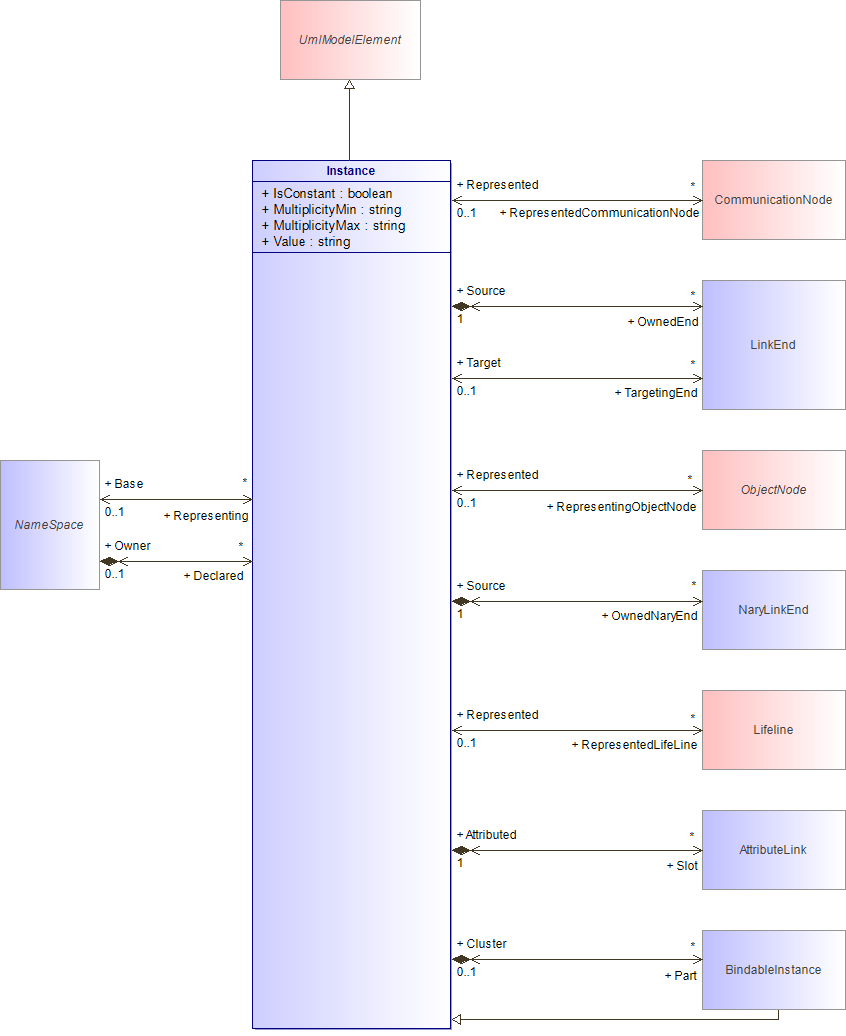 UmlModelElement
Instance
+ IsConstant : boolean
+ MultiplicityMin : string
+ MultiplicityMax : string
+ Value : string
+ Represented
*
0..1
+ RepresentedCommunicationNode
CommunicationNode
+ Source
*
1
+ OwnedEnd
LinkEnd
+ Target
*
0..1
+ TargetingEnd
+ Represented
*
0..1
+ RepresentingObjectNode
ObjectNode
+ Base
*
0..1
+ Representing
NameSpace
+ Owner
*
0..1
+ Declared
+ Source
*
1
+ OwnedNaryEnd
NaryLinkEnd
+ Represented
*
0..1
+ RepresentedLifeLine
Lifeline
+ Attributed
*
1
+ Slot
AttributeLink
+ Cluster
*
0..1
+ Part
BindableInstance